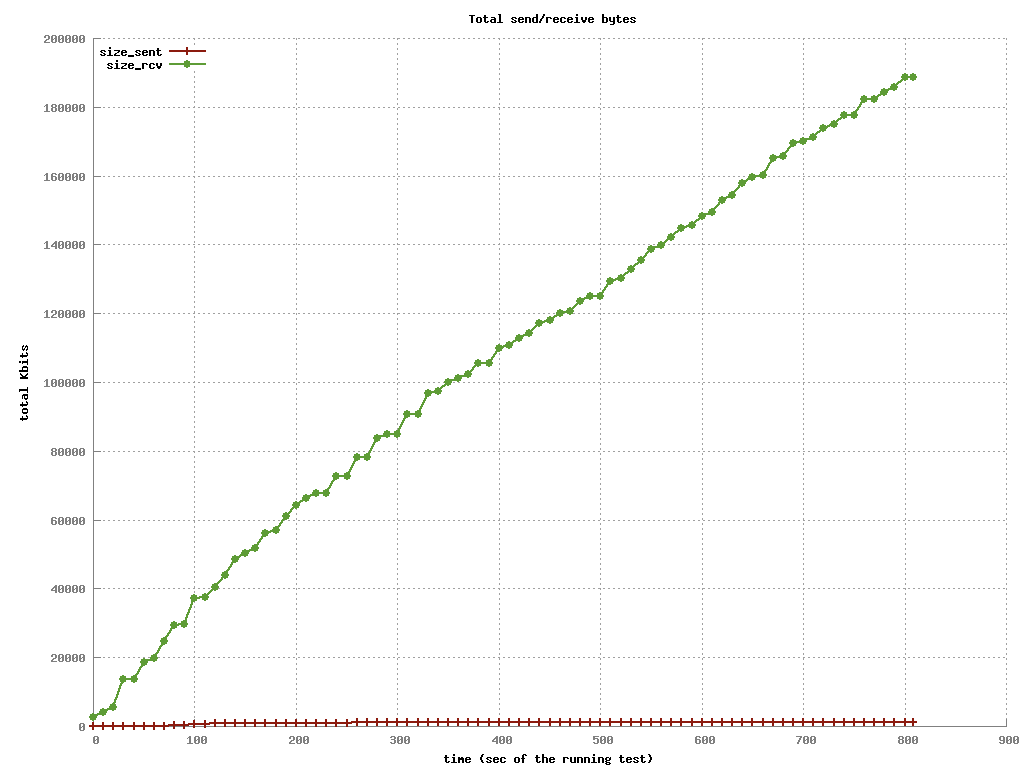 Total send/receive bytes
200000
size_sent
size_rcv
180000
160000
140000
120000
100000
80000
60000
40000
20000
0
total Kbits
0 100 200 300 400 500 600 700 800 900
time (sec of the running test)